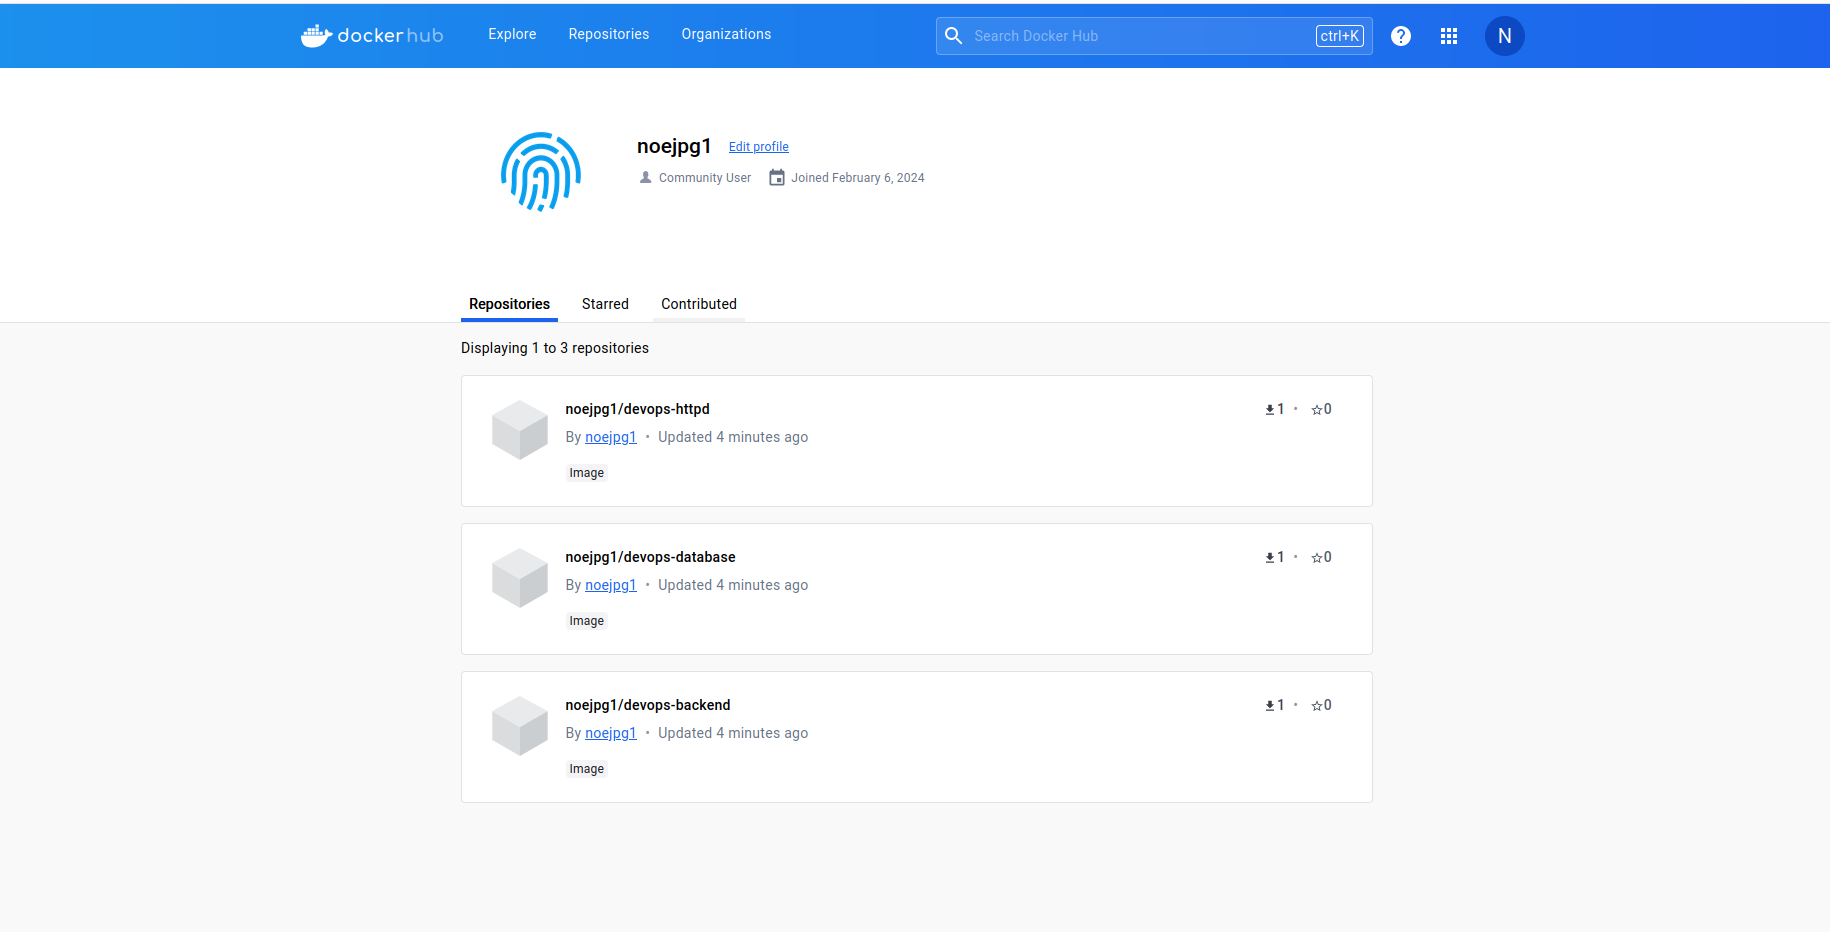 dockerhub Explore Repositories Organizations Search Docker Hub ctrl+K ? N
noejpg1 Edit profile
Community User Joined February 6, 2024
Repositories Starred Contributed
Displaying 1 to 3 repositories
noejpg1/devops-httpd 1 • 0
By noejpg1 • Updated 4 minutes ago
Image
noejpg1/devops-database 1 • 0
By noejpg1 • Updated 4 minutes ago
Image
noejpg1/devops-backend 1 • 0
By noejpg1 • Updated 4 minutes ago
Image